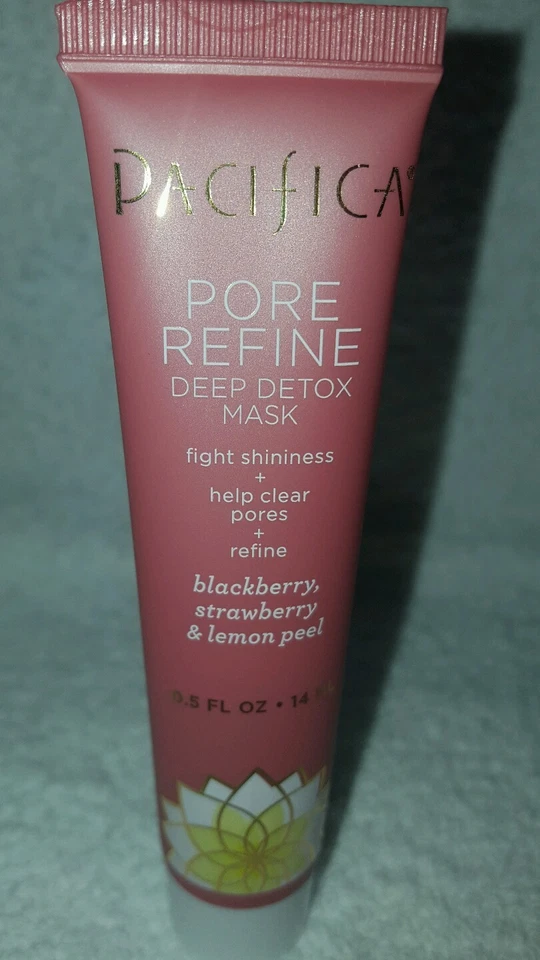 PACIFICA
PORE
REFINE
DEEP DETOX
MASK
fight shininess
+
help clear
pores
+
refine
blackberry,
strawberry
& lemon peel
0.5 FL OZ • 14